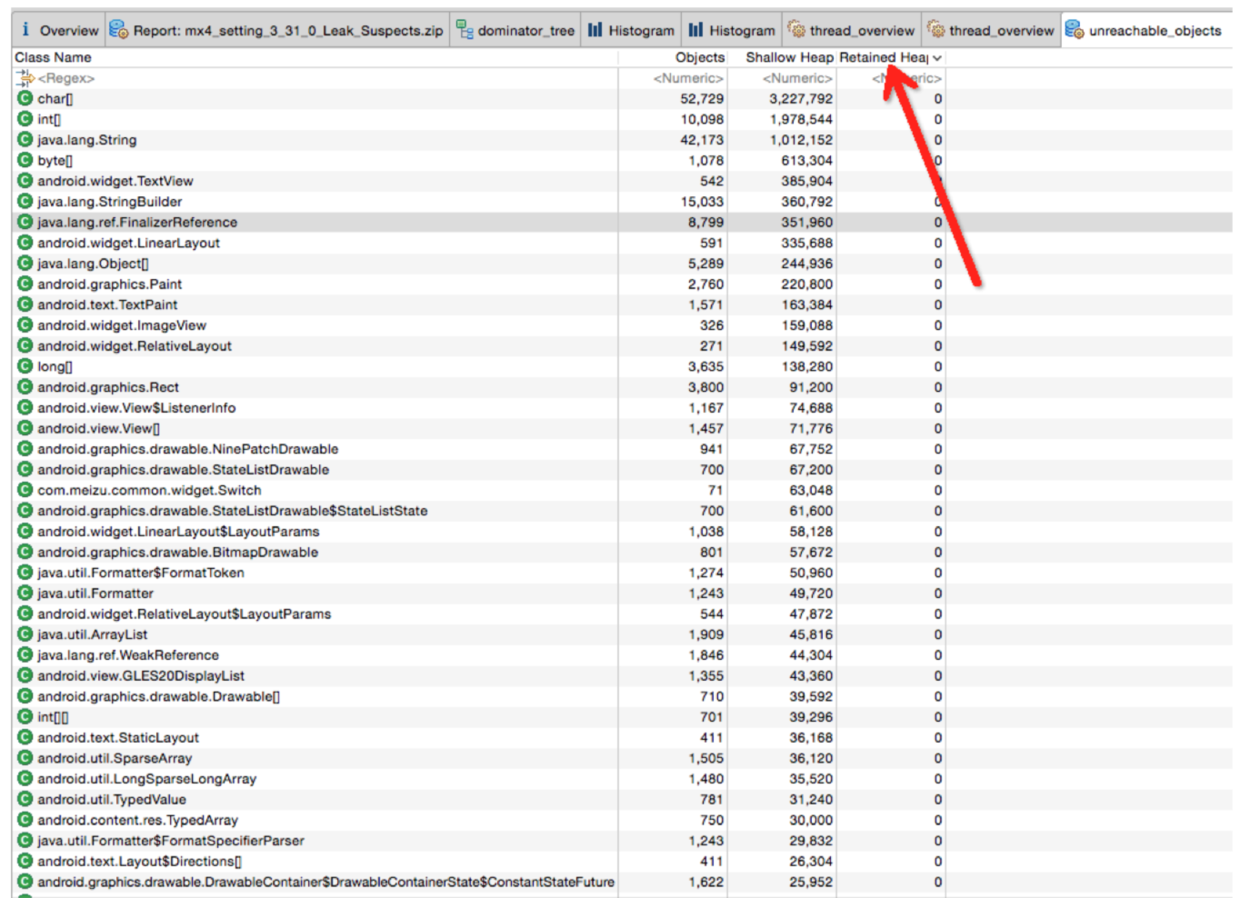 i Overview Report: mx4_setting_3_31_0_Leak_Suspects.zip dominator_tree Histogram Histogram thread_overview thread_overview unreachable_objects
Class Name Objects Shallow Heap Retained Heap
<Regex> <Numeric> <Numeric>
char[] 52,729 3,227,792 0
int[] 10,098 1,978,544 0
java.lang.String 42,173 1,012,152 0
byte[] 1,078 613,304 0
android.widget.TextView 542 385,904
java.lang.StringBuilder 15,033 360,792 0
java.lang.ref.FinalizerReference 8,799 351,960 0
android.widget.LinearLayout 591 335,688 0
java.lang.Object[] 5,289 244,936 0
android.graphics.Paint 2,760 220,800 0
android.text.TextPaint 1,571 163,384 0
android.widget.ImageView 326 159,088 0
android.widget.RelativeLayout 271 149,592 0
long[] 3,635 138,280 0
android.graphics.Rect 3,800 91,200 0
android.view.View$ListenerInfo 1,167 74,688 0
android.view.View[] 1,457 71,776 0
android.graphics.drawable.NinePatchDrawable 941 67,752 0
android.graphics.drawable.StateListDrawable 700 67,200 0
com.meizu.common.widget.Switch 71 63,048 0
android.graphics.drawable.StateListDrawable$StateListState 700 61,600 0
android.widget.LinearLayout$LayoutParams 1,038 58,128 0
android.graphics.drawable.BitmapDrawable 801 57,672 0
java.util.Formatter$FormatToken 1,274 50,960 0
java.util.Formatter 1,243 49,720 0
android.widget.RelativeLayout$LayoutParams 544 47,872 0
java.util.ArrayList 1,909 45,816 0
java.lang.ref.WeakReference 1,846 44,304 0
android.view.GLES20DisplayList 1,355 43,360 0
android.graphics.drawable.Drawable[] 710 39,592 0
int[][] 701 39,296 0
android.text.StaticLayout 411 36,168 0
android.util.SparseArray 1,505 36,120 0
android.util.LongSparseLongArray 1,480 35,520 0
android.util.TypedValue 781 31,240 0
android.content.res.TypedArray 750 30,000 0
java.util.Formatter$FormatSpecifierParser 1,243 29,832 0
android.text.Layout$Directions[] 411 26,304 0
android.graphics.drawable.DrawableContainer$DrawableContainerState$ConstantStateFuture 1,622 25,952 0